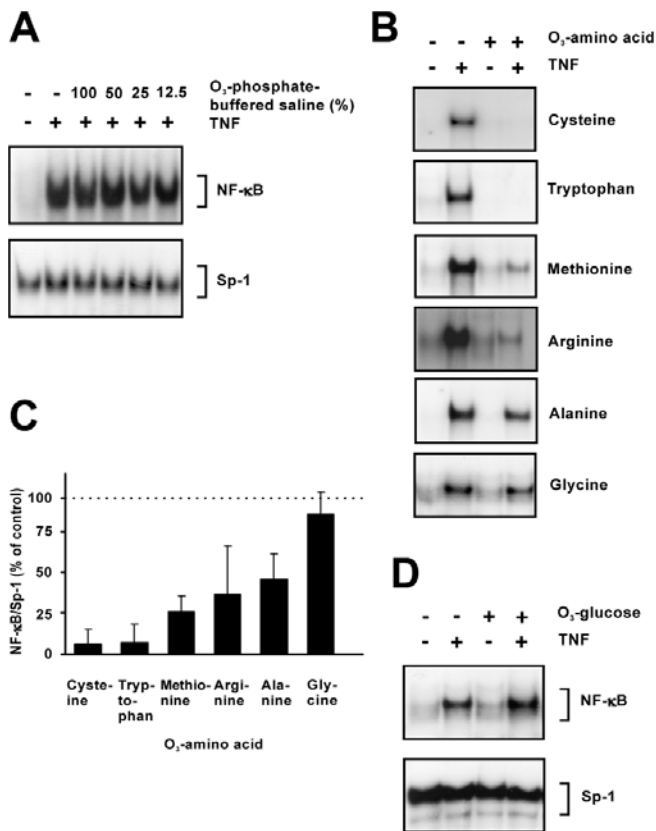 A
- - 100 50 25 12.5 O₃-phosphate-
buffered saline (%)
- + + + + + TNF
NF-κB
Sp-1
B
- - + + O₃-amino acid
- + - + TNF
Cysteine
Tryptophan
Methionine
Arginine
Alanine
Glycine
C
NF-κB/Sp-1 (% of control)
100
75
50
25
0
Cyste- Tryp- Methio- Argi- Ala- Gly-
ine to- nine nine nine cine
phan
O₃-amino acid
D
- - + + O₃-glucose
- + - + TNF
NF-κB
Sp-1